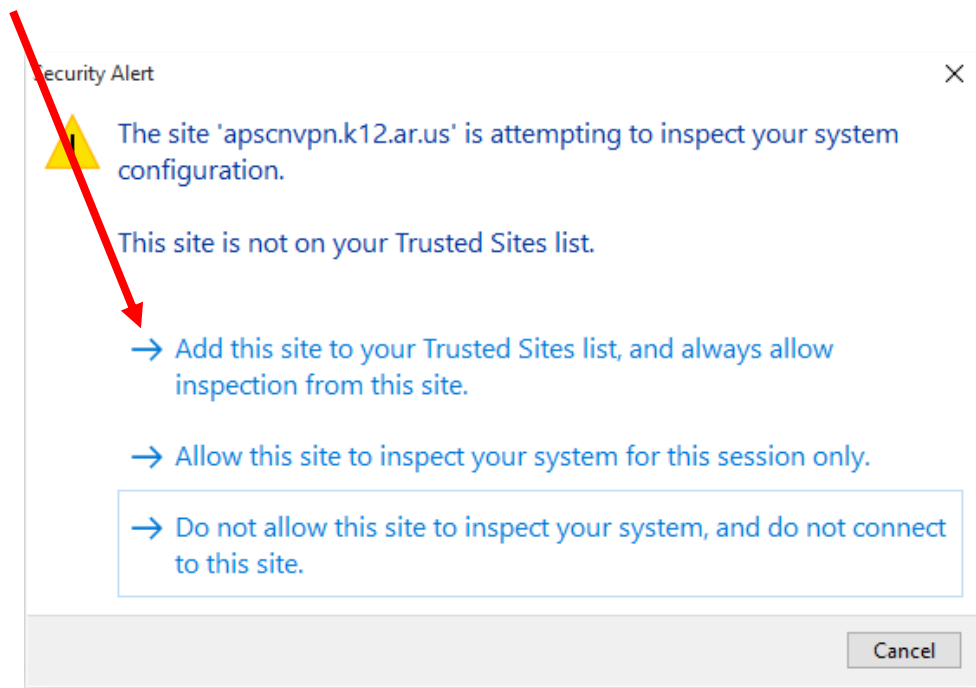 Security Alert
The site 'apscnvpn.k12.ar.us' is attempting to inspect your system
configuration.
This site is not on your Trusted Sites list.
Add this site to your Trusted Sites list, and always allow
inspection from this site.
Allow this site to inspect your system for this session only.
Do not allow this site to inspect your system, and do not connect
to this site.
Cancel